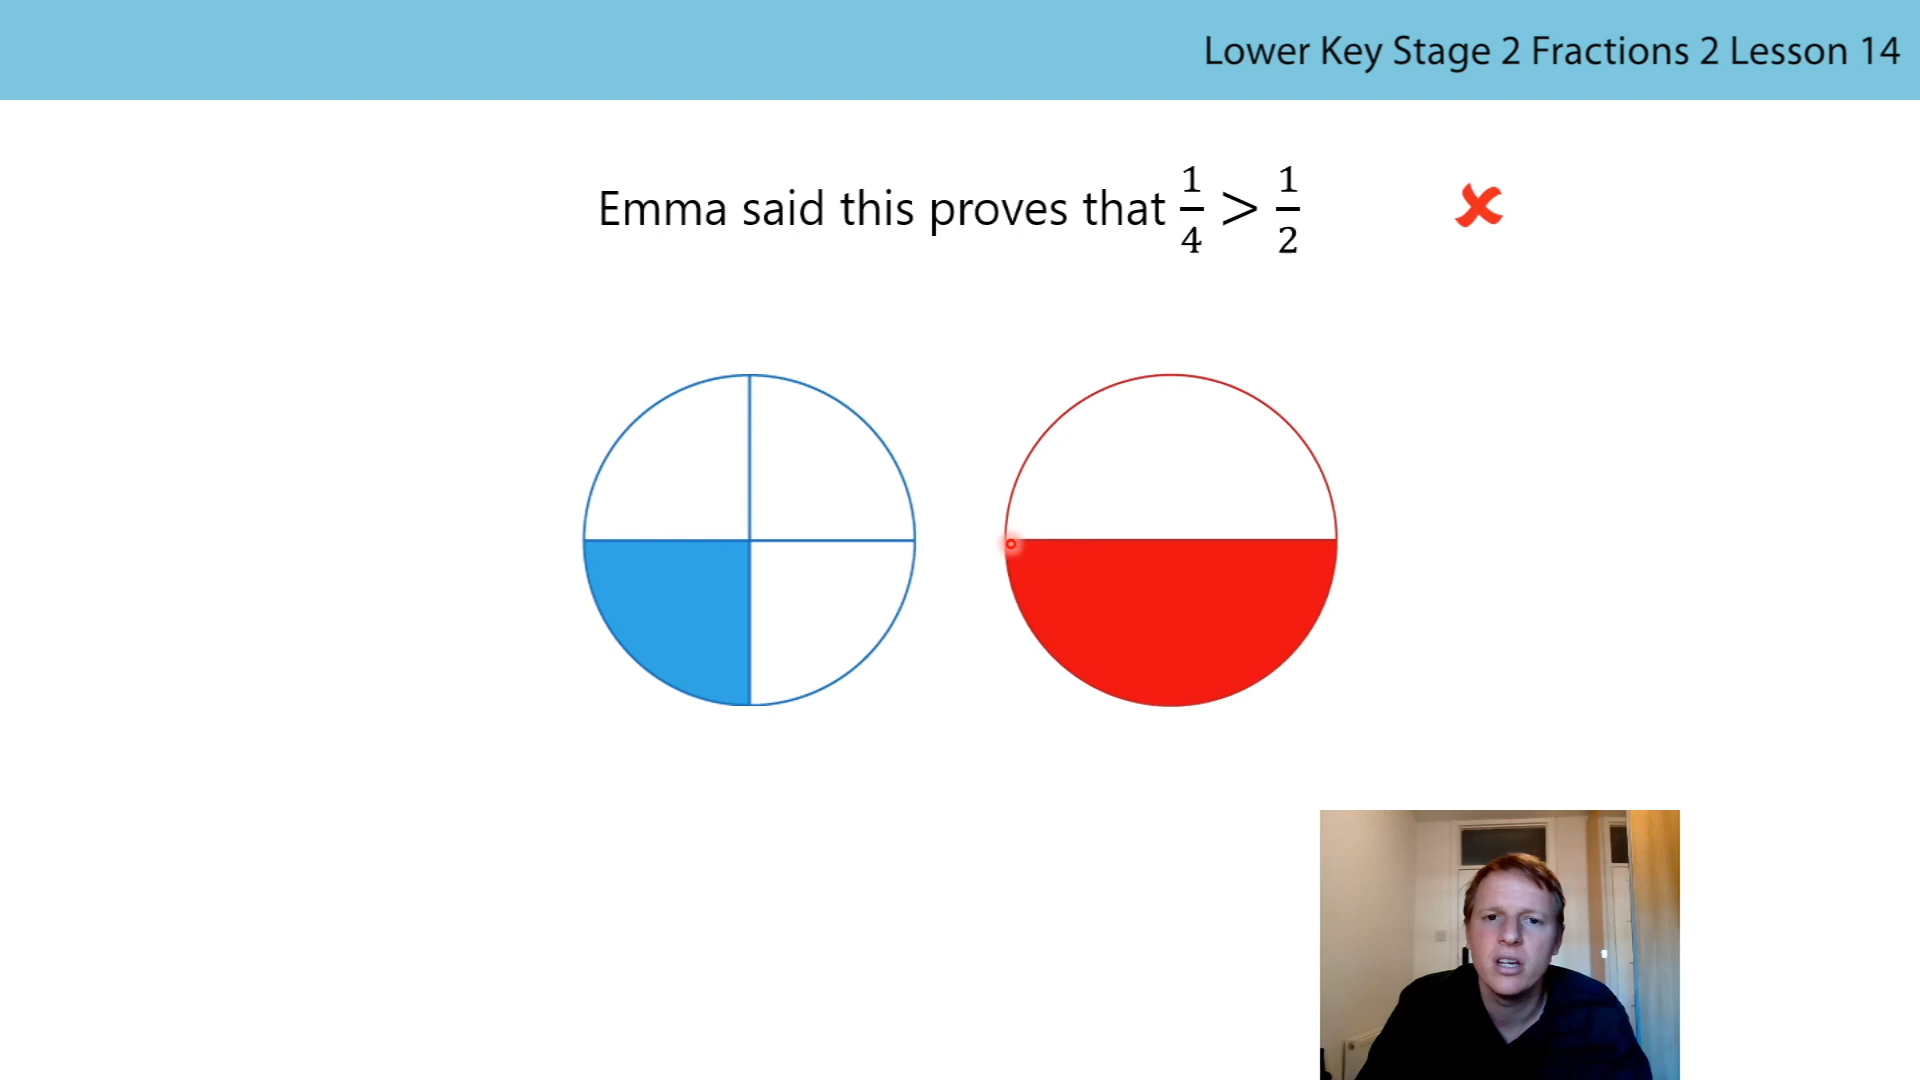 Lower Key Stage 2 Fractions 2 Lesson 14
Emma said this proves that 1/4 > 1/2